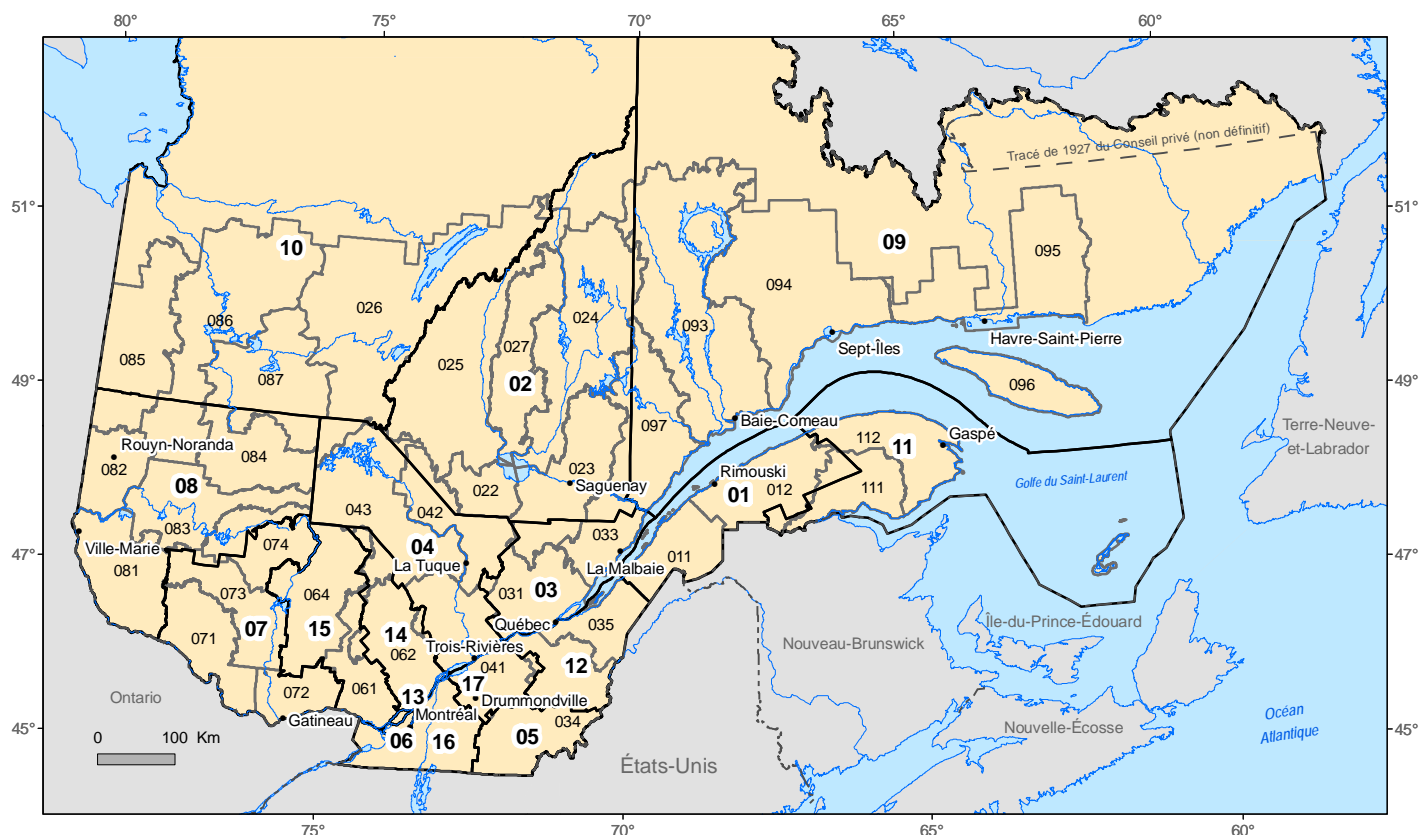 80°
75°
70°
65°
60°
Tracé de 1927 du Conseil privé (non définitif)
51°
51°
10
09
095
026
094
024
086
093
Havre-Saint-Pierre
027
Sept-Îles
085
025
087
02
096
49°
49°
Baie-Comeau
097
Terre-Neuve-
et-Labrador
112
Gaspé
11
Rouyn-Noranda
084
082
023
Rimouski
Golfe du Saint-Laurent
08
022
Saguenay
01
012
111
043
042
083
033
Ville-Marie
074
04
011
47°
47°
081
La Tuque
La Malbaie
073
064
031
03
Île-du-Prince-Édouard
Québec
035
07
15
14
071
Nouveau-Brunswick
062
Trois-Rivières
041
12
17
Ontario
072
061
13
Drummondville
Gatineau
Montréal
034
45°
45°
06
16
05
Nouvelle-Écosse
Océan
Atlantique
0 100 Km
États-Unis
75°
70°
65°
60°